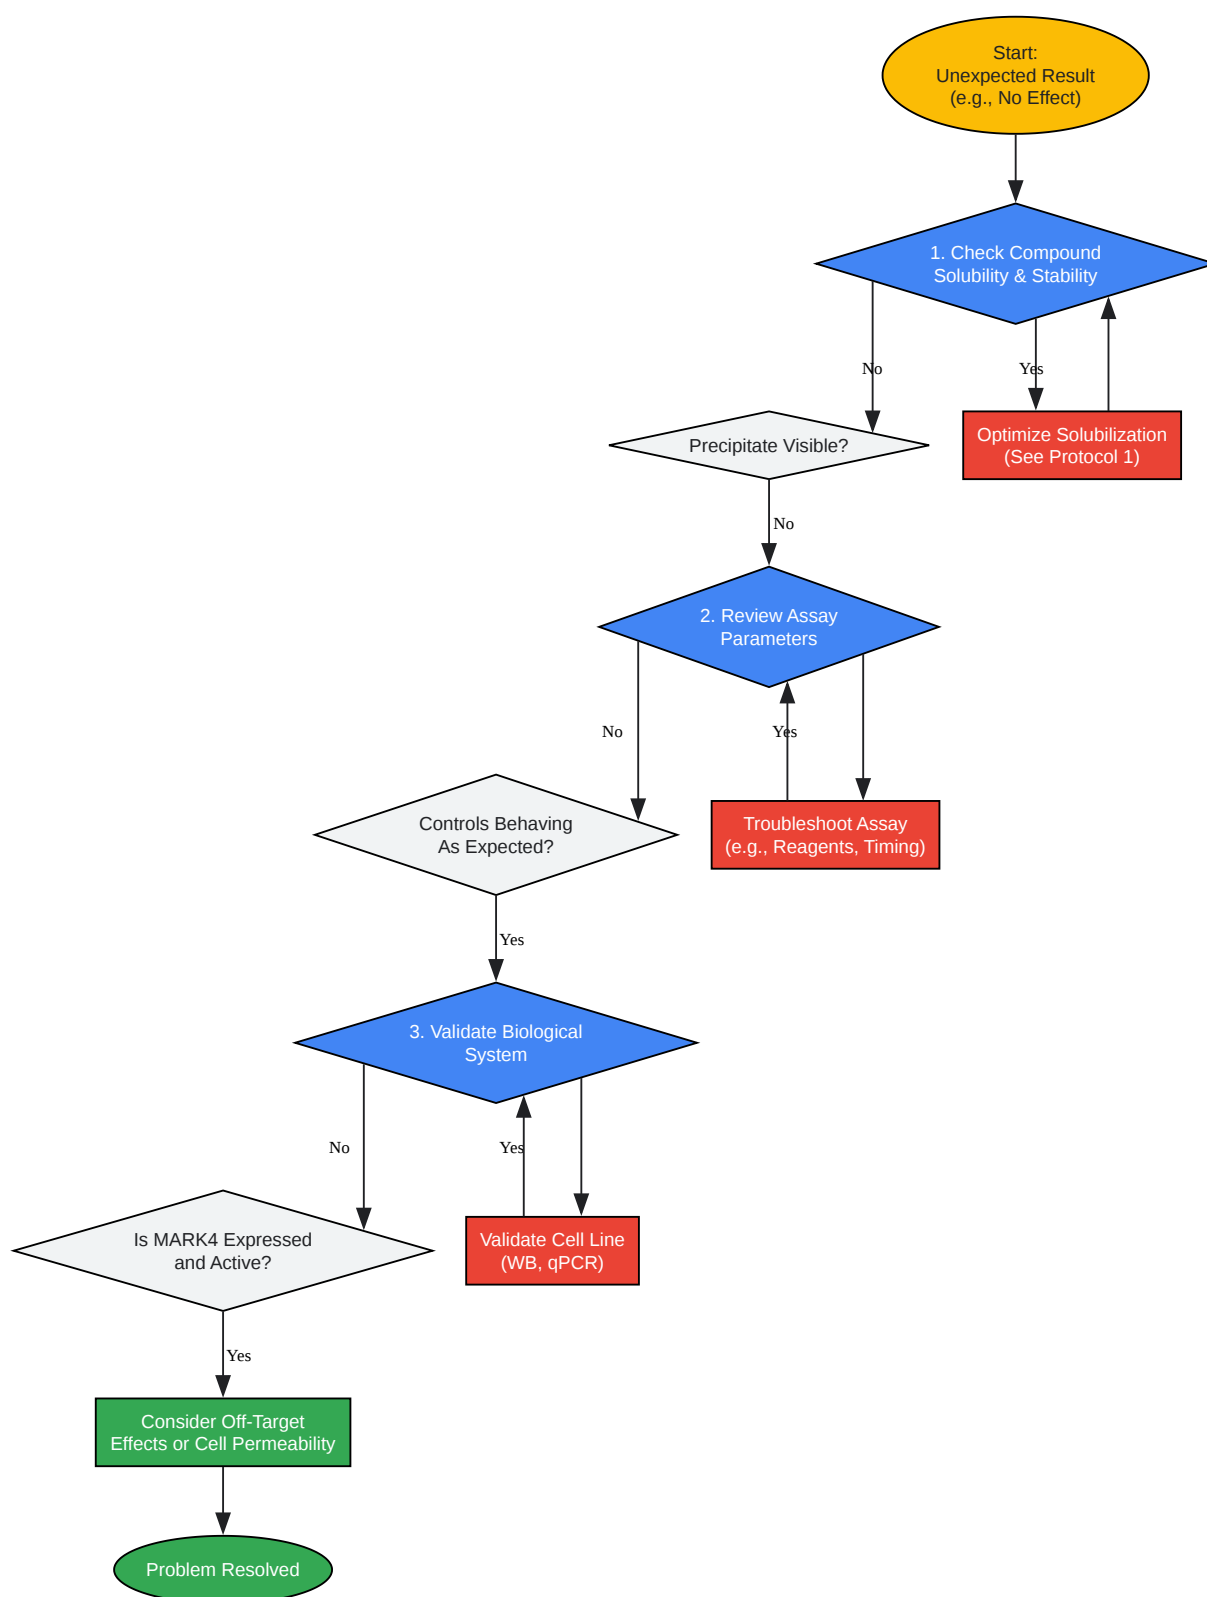 Start:
Unexpected Result
(e.g., No Effect)
1. Check Compound
Solubility & Stability
No
Yes
Precipitate Visible?
Optimize Solubilization
(See Protocol 1)
No
2. Review Assay
Parameters
No
Yes
Controls Behaving
As Expected?
Troubleshoot Assay
(e.g., Reagents, Timing)
Yes
3. Validate Biological
System
No
Yes
Is MARK4 Expressed
and Active?
Validate Cell Line
(WB, qPCR)
Yes
Consider Off-Target
Effects or Cell Permeability
Problem Resolved